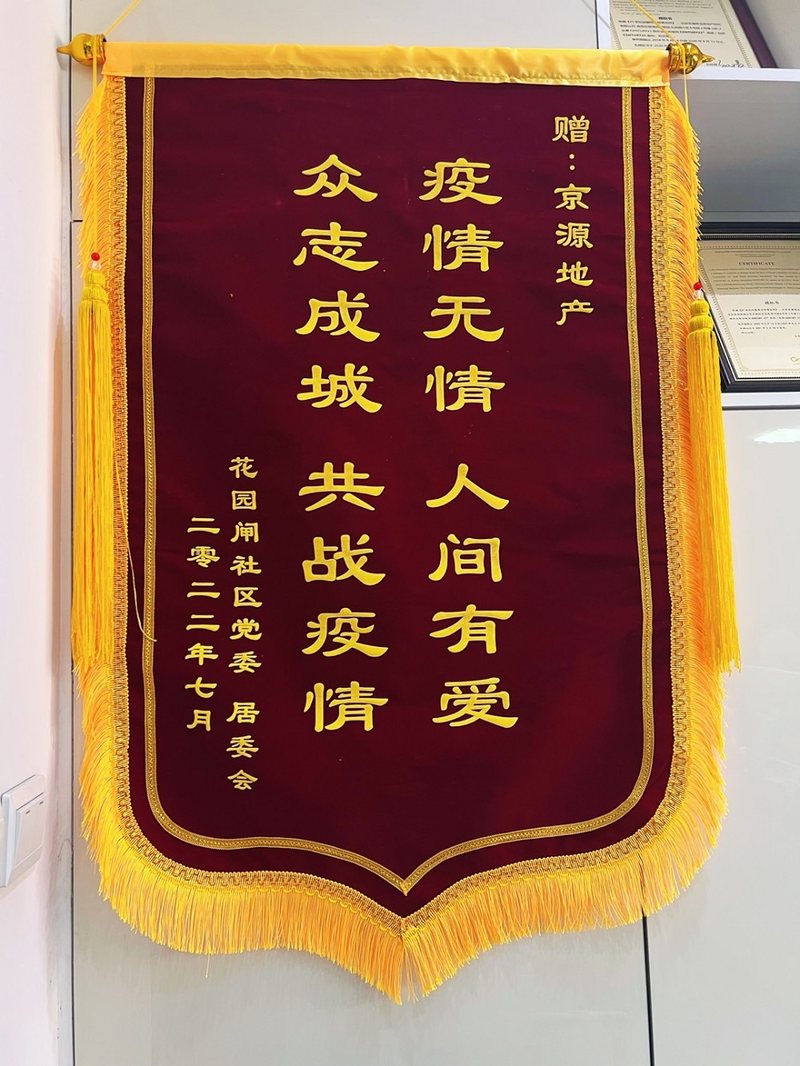 赠：京源地产
疫情无情 人间有爱
众志成城 共战疫情
花园闸社区党委 居委会
二零二二年七月
CERTIFICATE